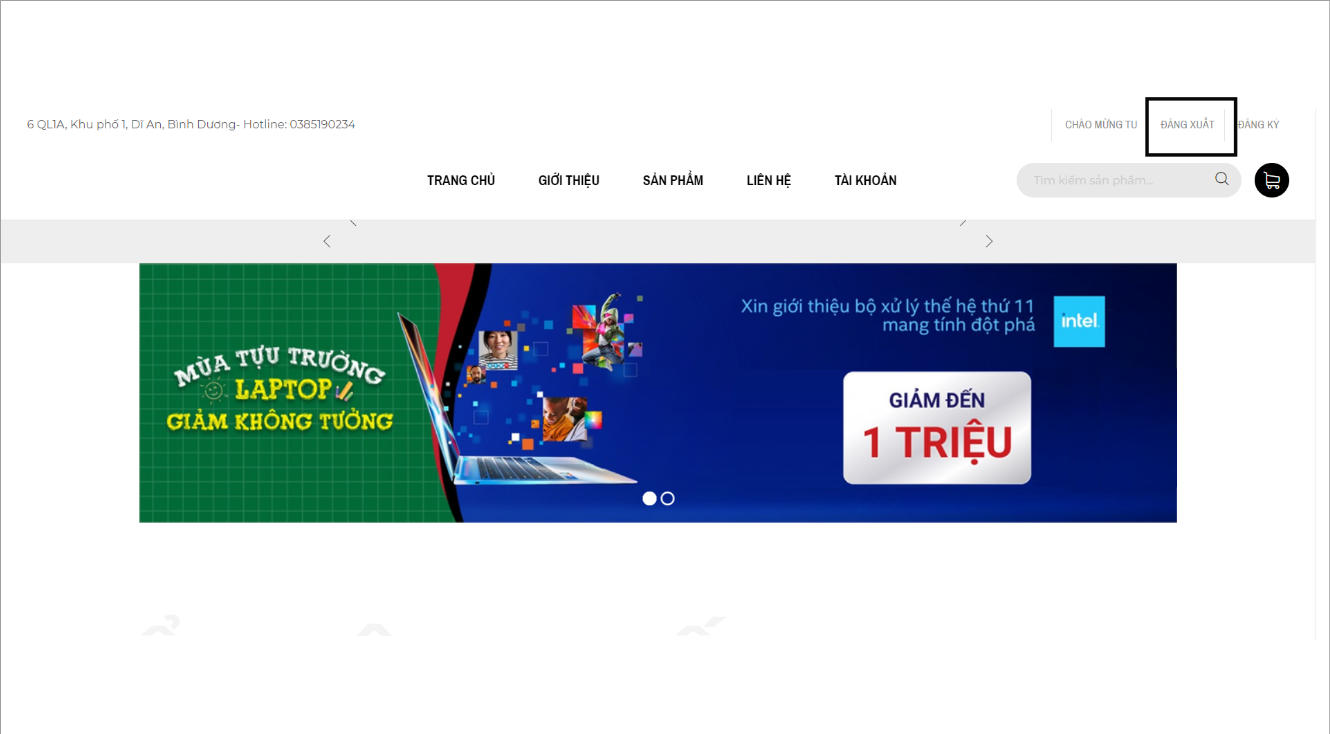 6 QL1A, Khu phố 1, Dĩ An, Bình Dương- Hotline: 0385190234
CHÀO MỪNG TU ĐĂNG XUẤT ĐĂNG KÝ
TRANG CHỦ GIỚI THIỆU SẢN PHẨM LIÊN HỆ TÀI KHOẢN Tìm kiếm sản phẩm...
MÙA TỰU TRƯỜNG
LAPTOP
GIẢM KHÔNG TƯỞNG
Xin giới thiệu bộ xử lý thế hệ thứ 11
mang tính đột phá
intel.
GIẢM ĐẾN
1 TRIỆU